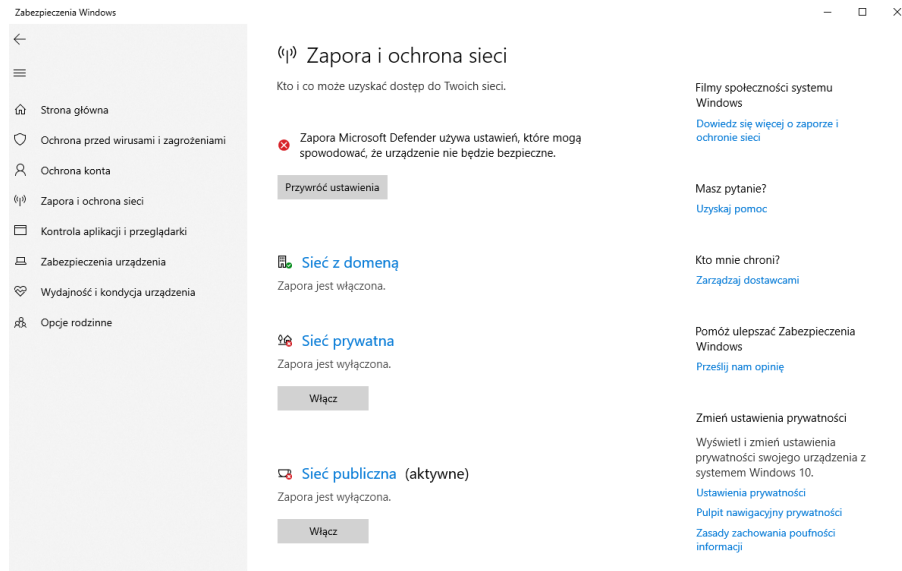 Zabezpieczenia Windows
Strona główna
Ochrona przed wirusami i zagrożeniami
Ochrona konta
Zapora i ochrona sieci
Kontrola aplikacji i przeglądarki
Zabezpieczenia urządzenia
Wydajność i kondycja urządzenia
Opcje rodzinne
Zapora i ochrona sieci
Kto i co może uzyskać dostęp do Twoich sieci.
Zapora Microsoft Defender używa ustawień, które mogą
spowodować, że urządzenie nie będzie bezpieczne.
Przywróć ustawienia
Sieć z domeną
Zapora jest włączona.
Sieć prywatna
Zapora jest wyłączona.
Włącz
Sieć publiczna (aktywne)
Zapora jest wyłączona.
Włącz
Filmy społeczności systemu
Windows
Dowiedz się więcej o zaporze i
ochronie sieci
Masz pytanie?
Uzyskaj pomoc
Kto mnie chroni?
Zarządzaj dostawcami
Pomóż ulepszać Zabezpieczenia
Windows
Prześlij nam opinię
Zmień ustawienia prywatności
Wyświetl i zmień ustawienia
prywatności swojego urządzenia z
systemem Windows 10.
Ustawienia prywatności
Pulpit nawigacyjny prywatności
Zasady zachowania poufności
informacji